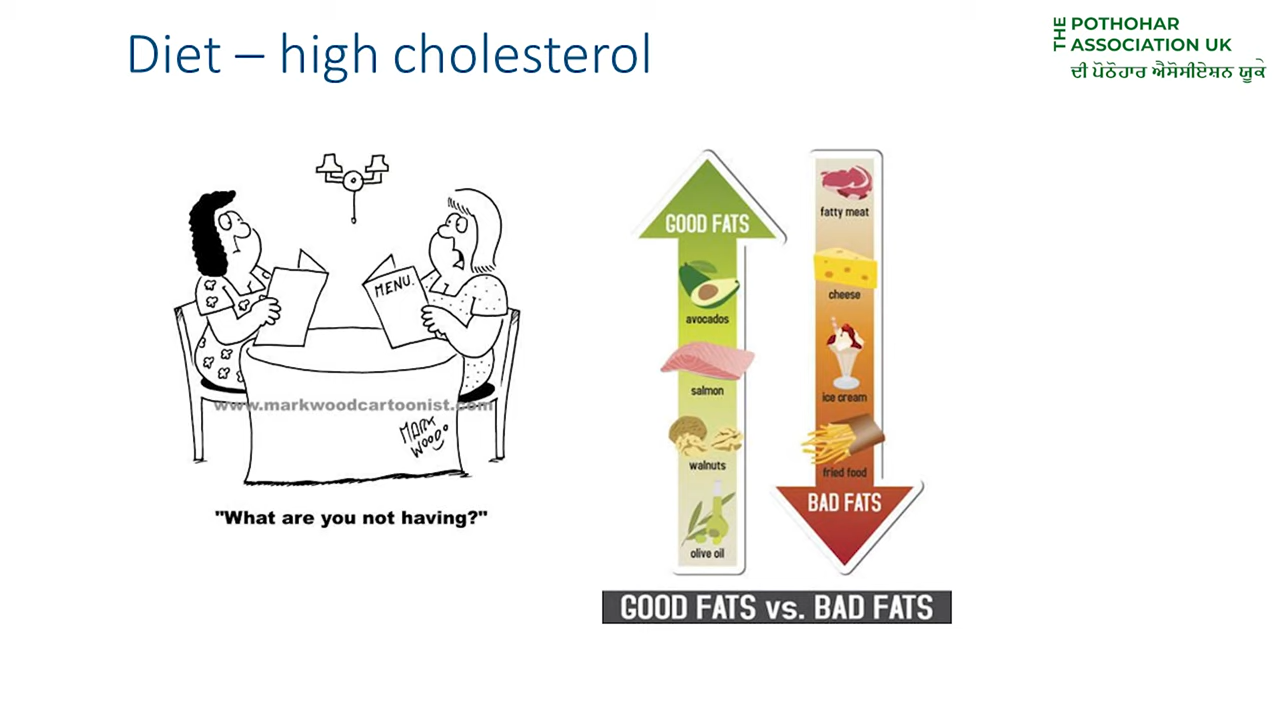 Diet – high cholesterol
THE POTHOHAR
ASSOCIATION UK
ਦੀ ਪੋਠੋਹਾਰ ਐਸੋਸੀਏਸ਼ਨ ਯੂਕੇ
MENU.
www.markwoodcartoonist.com
MARK
WOOD
"What are you not having?"
GOOD FATS
avocados
salmon
walnuts
olive oil
fatty meat
cheese
ice cream
fried food
BAD FATS
GOOD FATS vs. BAD FATS